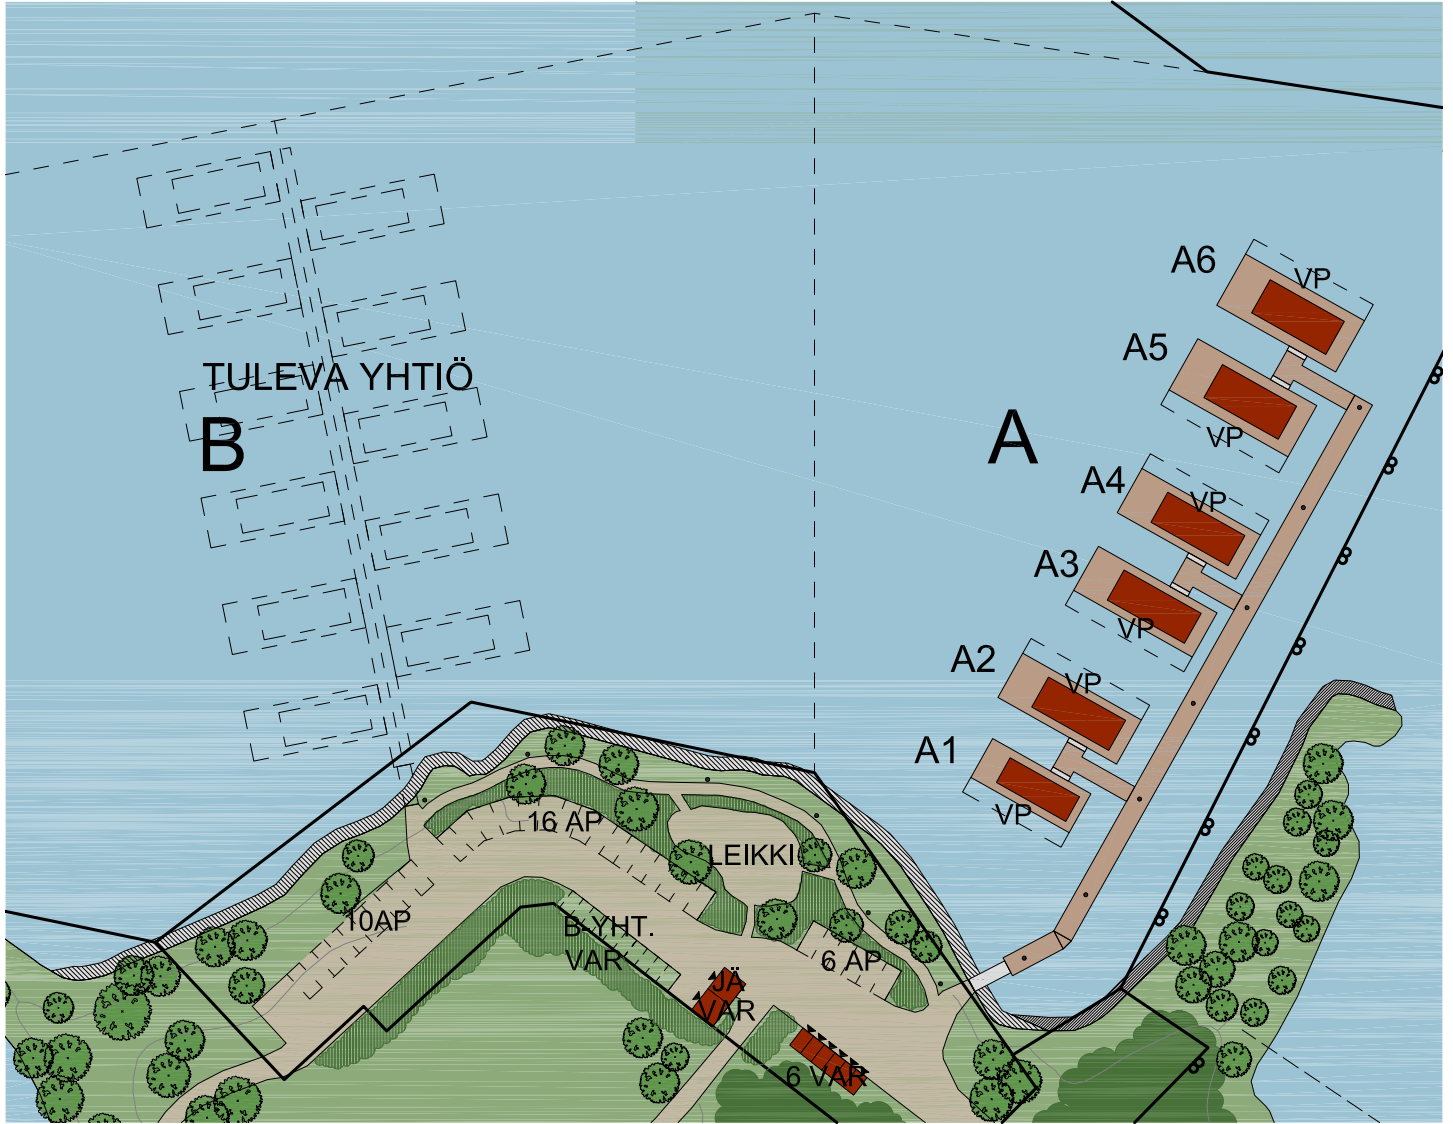 A6
VP
A5
VP
TULEVA YHTIÖ
B
A
A4
VP
A3
VP
A2
VP
A1
VP
16 AP
LEIKKI
10AP
B-YHT.
VAR
6 AP
JÄ
VAR
6 VAR